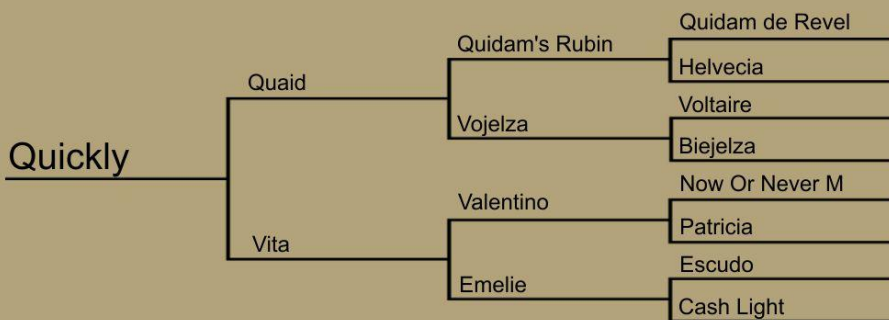 Quidam de Revel
Quidam's Rubin
Helvecia
Quaid
Voltaire
Vojelza
Biejelza
Quickly
Now Or Never M
Valentino
Patricia
Vita
Escudo
Emelie
Cash Light